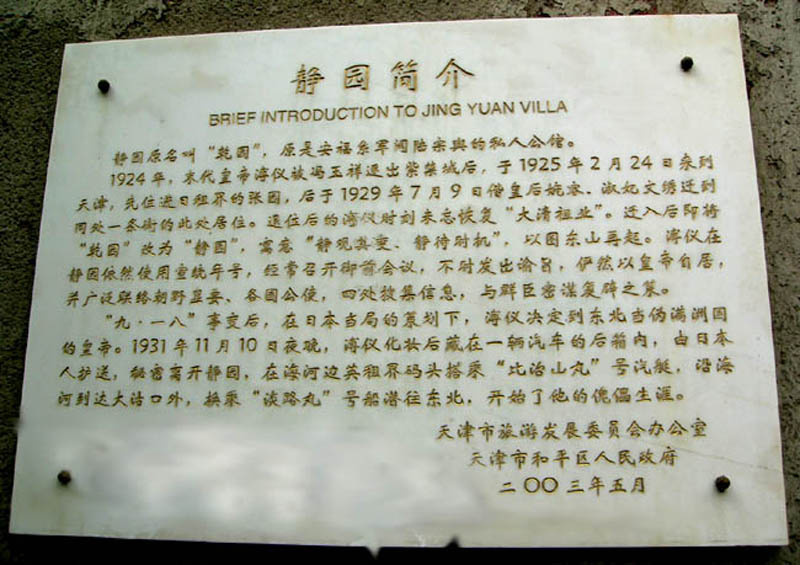 静园简介
BRIEF INTRODUCTION TO JING YUAN VILLA
静园原名叫“乾园”，原是安福系军阀陆宗舆的私人公馆。
1924年，末代皇帝溥仪被冯玉祥逐出紫禁城后，于1925年2月24日来到
天津，先住进日租界的张园，后于1929年7月9日偕皇后婉容、淑妃文绣迁到
同处一条街的此处居住。退位后的溥仪时刻未忘恢复“大清祖业”。迁入后即将
“乾园”改为“静园”，寓意“静观其变、静待时机”，以图东山再起。溥仪在
静园依然使用宣统年号，经常召开御前会议，不时发出谕旨，俨然以皇帝自居，
并广泛联络朝野显要、各国公使，四处搜集信息，与群臣密谋复辟之策。
“九·一八”事变后，在日本当局的策划下，溥仪决定到东北当伪满洲国
的皇帝。1931年11月10日夜晚，溥仪化妆后藏在一辆汽车的后箱内，由日本
人护送，秘密离开静园，在海河边英租界码头搭乘“比治山丸”号汽艇，沿海
河到达大沽口外，换乘“淡路丸”号船潜往东北，开始了他的傀儡生涯。
天津市旅游发展委员会办公室
天津市和平区人民政府
二〇〇三年五月